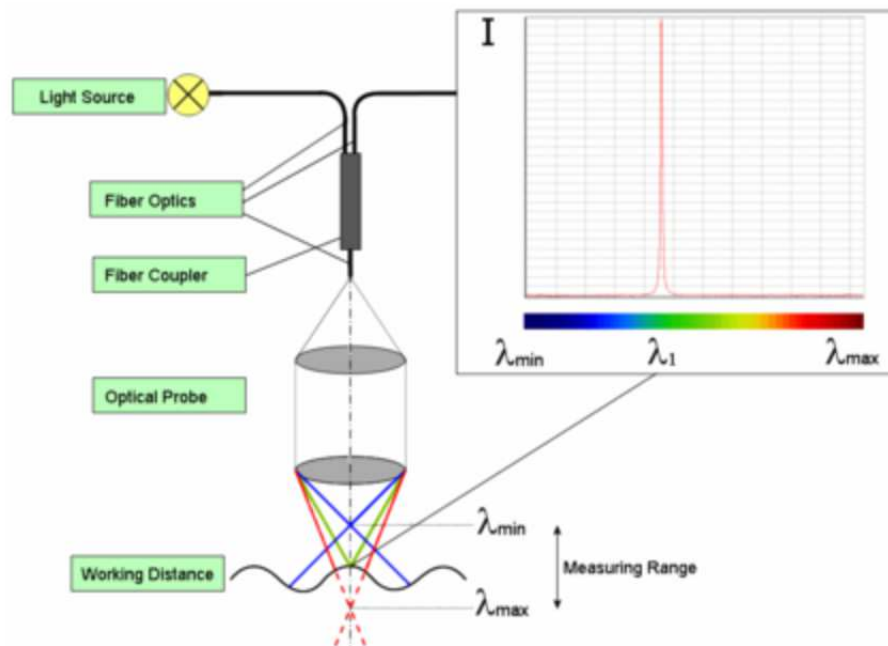 I
Light Source
Fiber Optics
Fiber Coupler
λmin
λ1
λmax
Optical Probe
λmin
Working Distance
Measuring Range
λmax